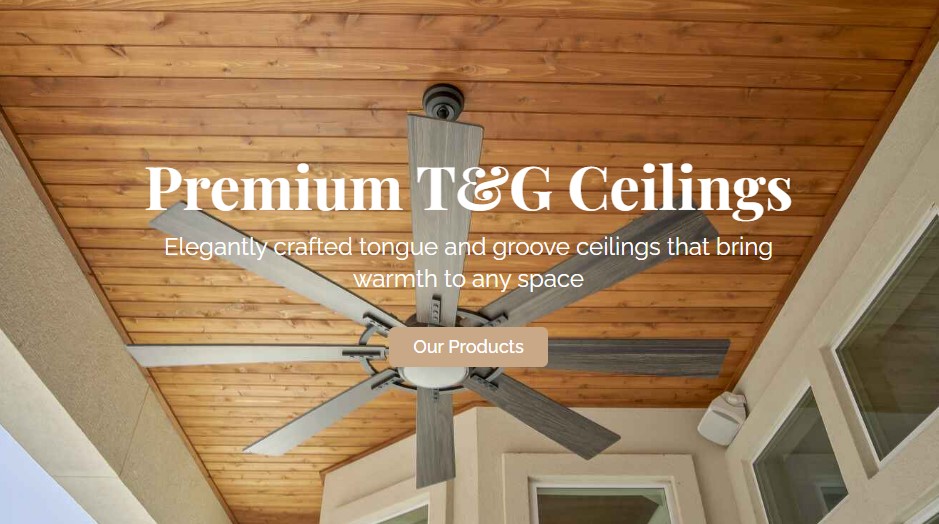 Premium T&G Ceilings
Elegantly crafted tongue and groove ceilings that bring
warmth to any space
Our Products